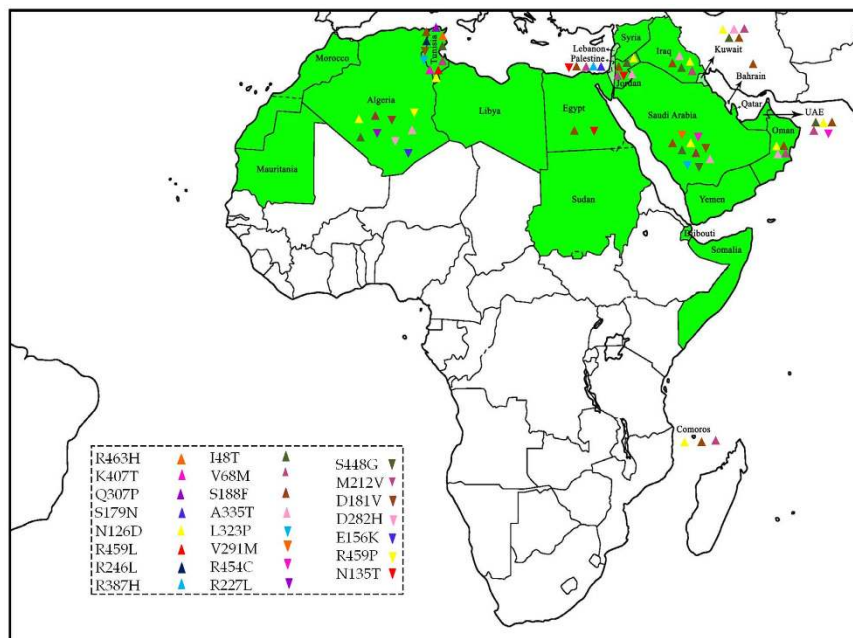 Morocco
Tunisia
Algeria
Libya
Egypt
Mauritania
Sudan
Lebanon
Palestine
Syria
Iraq
Jordan
Kuwait
Bahrain
Qatar
UAE
Saudi Arabia
Oman
Yemen
Djibouti
Somalia
Comoros
R463H
K407T
Q307P
S179N
N126D
R459L
R246L
R387H
I48T
V68M
S188F
A335T
L323P
V291M
R454C
R227L
S448G
M212V
D181V
D282H
E156K
R459P
N135T